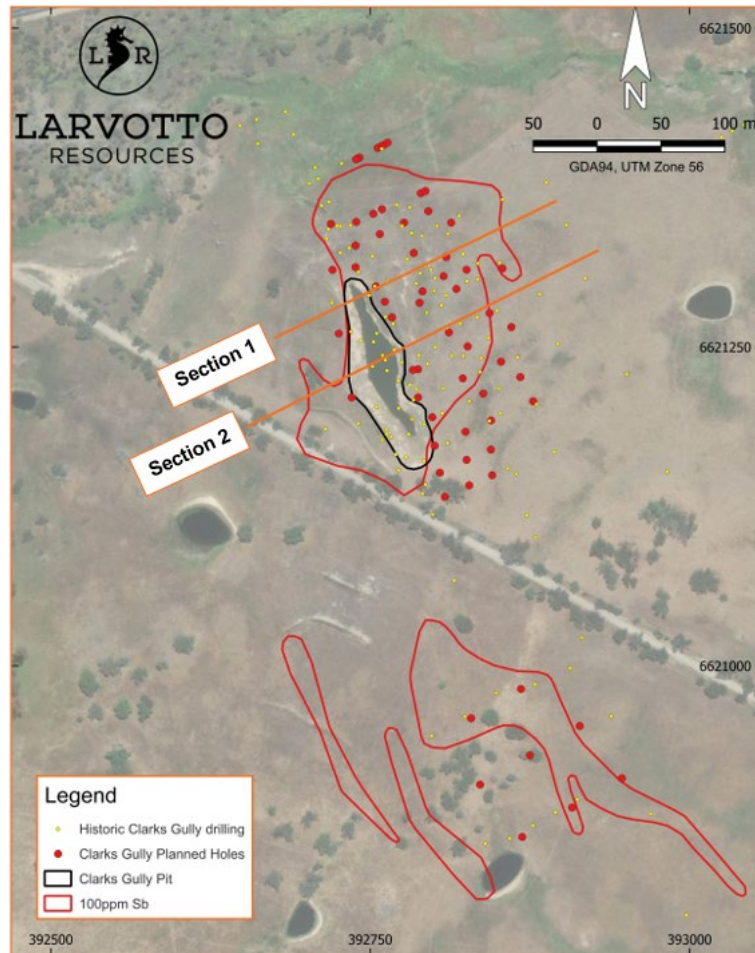 L R
LARVOTTO
RESOURCES
6621500
N
50 0 50 100 m
GDA94, UTM Zone 56
Section 1
6621250
Section 2
6621000
Legend
Historic Clarks Gully drilling
Clarks Gully Planned Holes
Clarks Gully Pit
100ppm Sb
392500
392750
393000